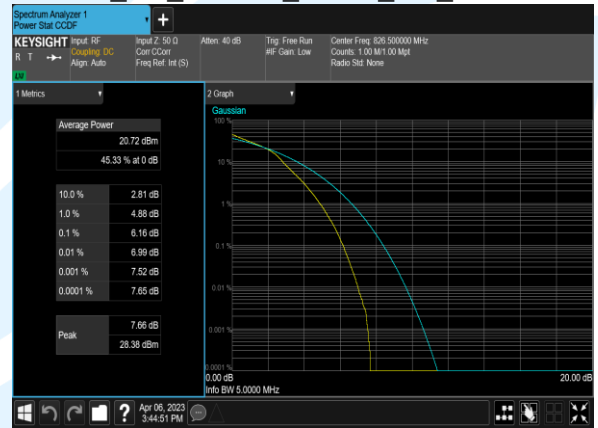 Spectrum Analyzer 1
Power Stat CCDF
+
KEYSIGHT Input: RF Input Z: 50 Ω Atten: 40 dB Trig: Free Run Center Freq: 826.500000 MHz
R T Coupling: DC Corr CCorr #IF Gain: Low Counts: 1.00 M/1.00 Mpt
Align: Auto Freq Ref: Int (S) Radio Std: None
1 Metrics
2 Graph
Average Power
20.72 dBm
45.33 % at 0 dB
10.0 % 2.81 dB
1.0 % 4.88 dB
0.1 % 6.16 dB
0.01 % 6.99 dB
0.001 % 7.52 dB
0.0001 % 7.65 dB
Peak 7.66 dB
28.38 dBm
Gaussian
100 %
10 %
1 %
0.1 %
0.01 %
0.001 %
0.0001 %
0.00 dB 20.00 dB
Info BW 5.0000 MHz
? Apr 06, 2023
3:44:51 PM